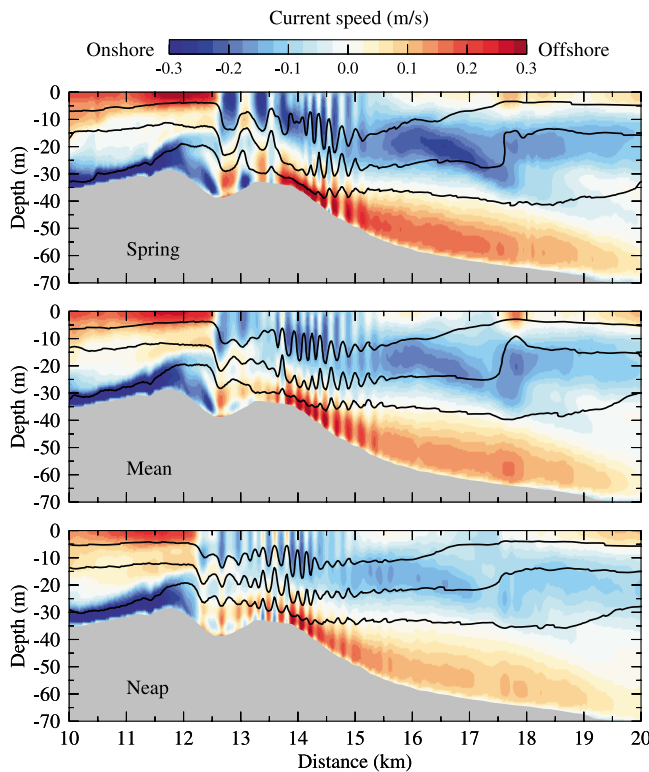 Current speed (m/s)
Onshore Offshore
-0.3 -0.2 -0.1 0.0 0.1 0.2 0.3
0
-10
-20
-30
-40
-50
-60
-70
Depth (m)
Spring
0
-10
-20
-30
-40
-50
-60
-70
Depth (m)
Mean
0
-10
-20
-30
-40
-50
-60
-70
Depth (m)
Neap
10 11 12 13 14 15 16 17 18 19 20
Distance (km)